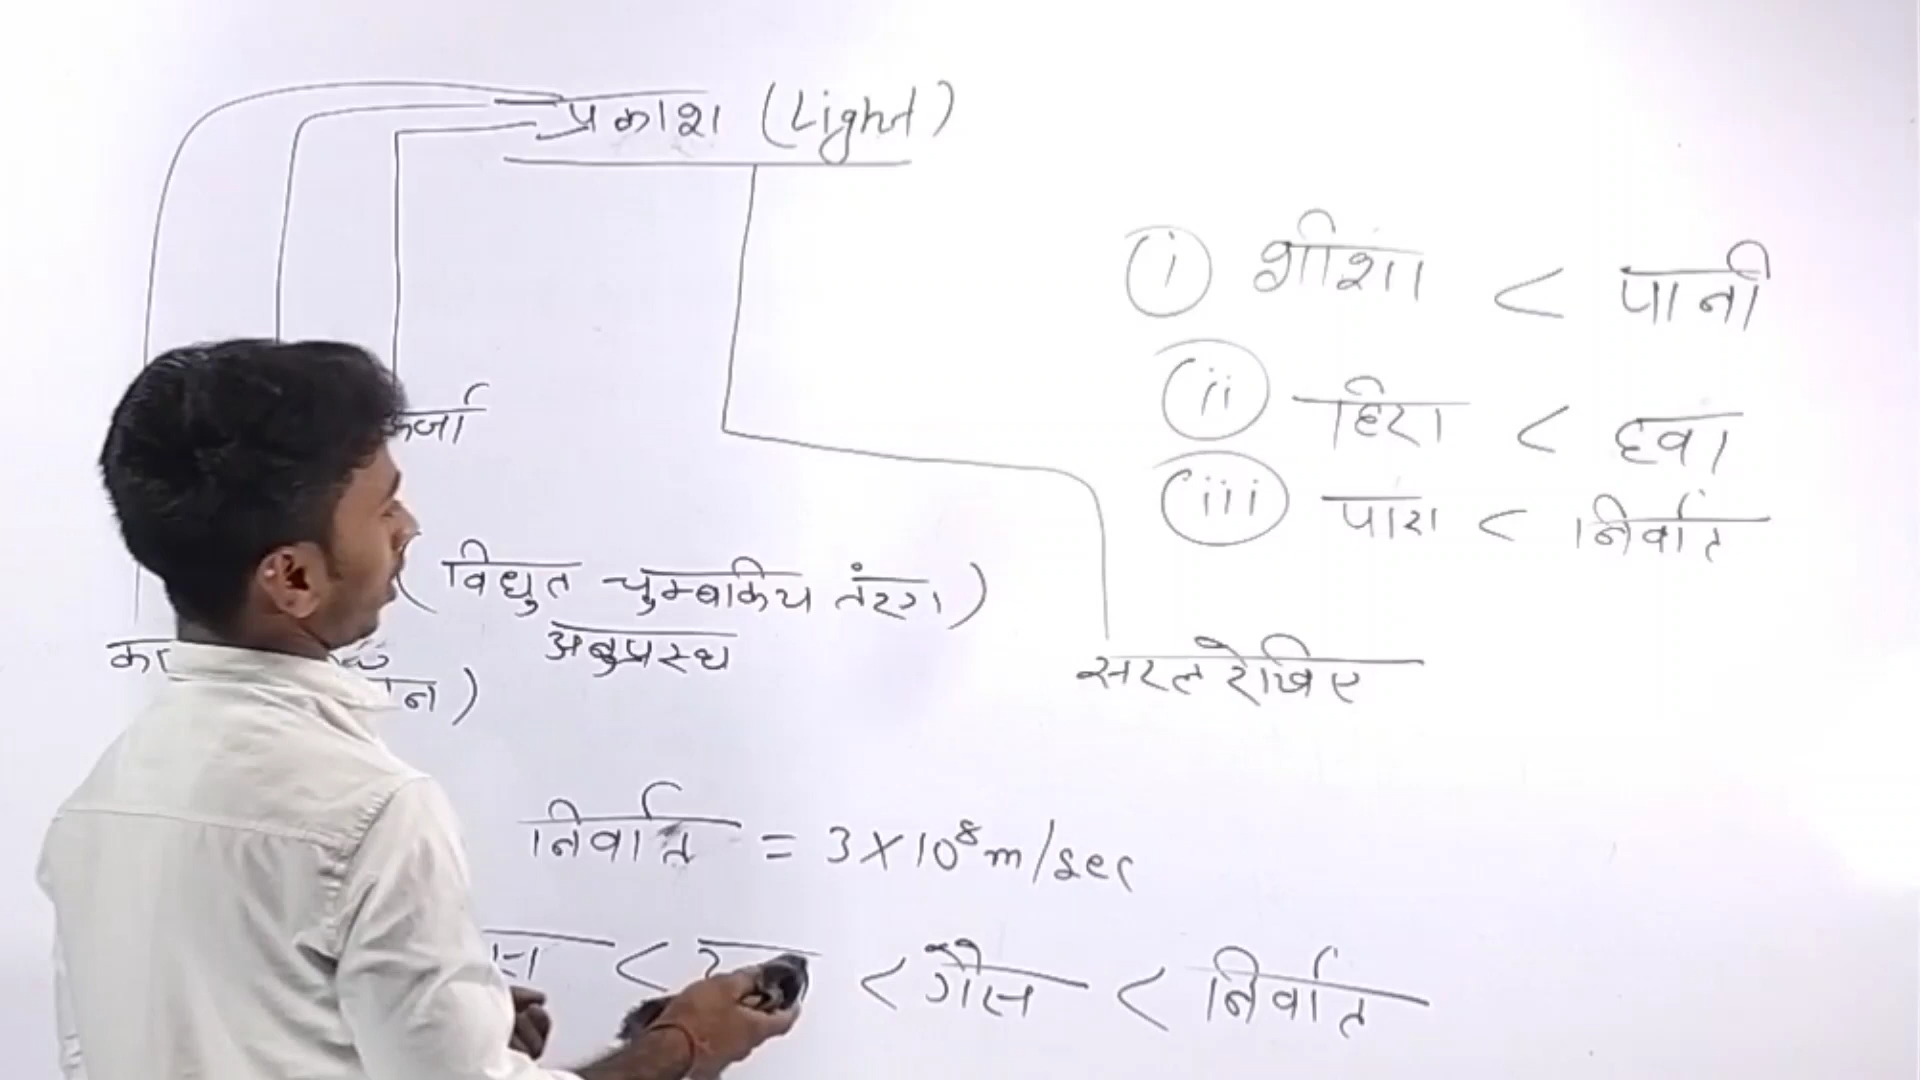 प्रकाश (Light)
(i) शीशा < पानी
(ii) हिरा < हवा
(iii) पारा < निर्वात
ऊर्जा
(विधुत चुम्बकिय तंरग)
अनुप्रस्थ
सरल रेखिए
निर्वात = 3×10⁸ m/sec
< < गैस < निर्वात